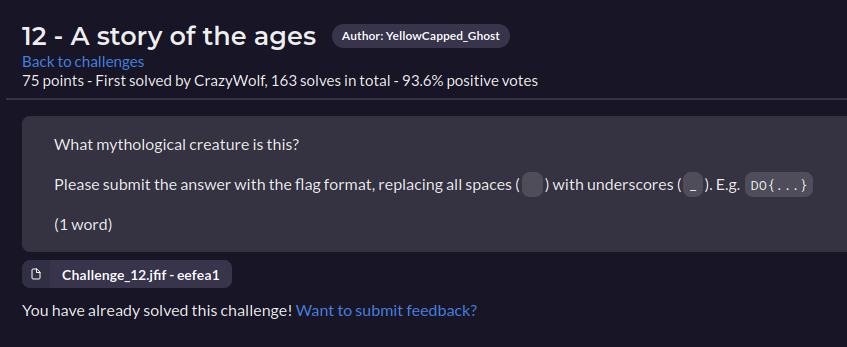 12 - A story of the ages Author: YellowCapped_Ghost
Back to challenges
75 points - First solved by CrazyWolf, 163 solves in total - 93.6% positive votes
What mythological creature is this?
Please submit the answer with the flag format, replacing all spaces ( ) with underscores ( _ ). E.g. DO{...}
(1 word)
Challenge_12.jfif - eefea1
You have already solved this challenge! Want to submit feedback?